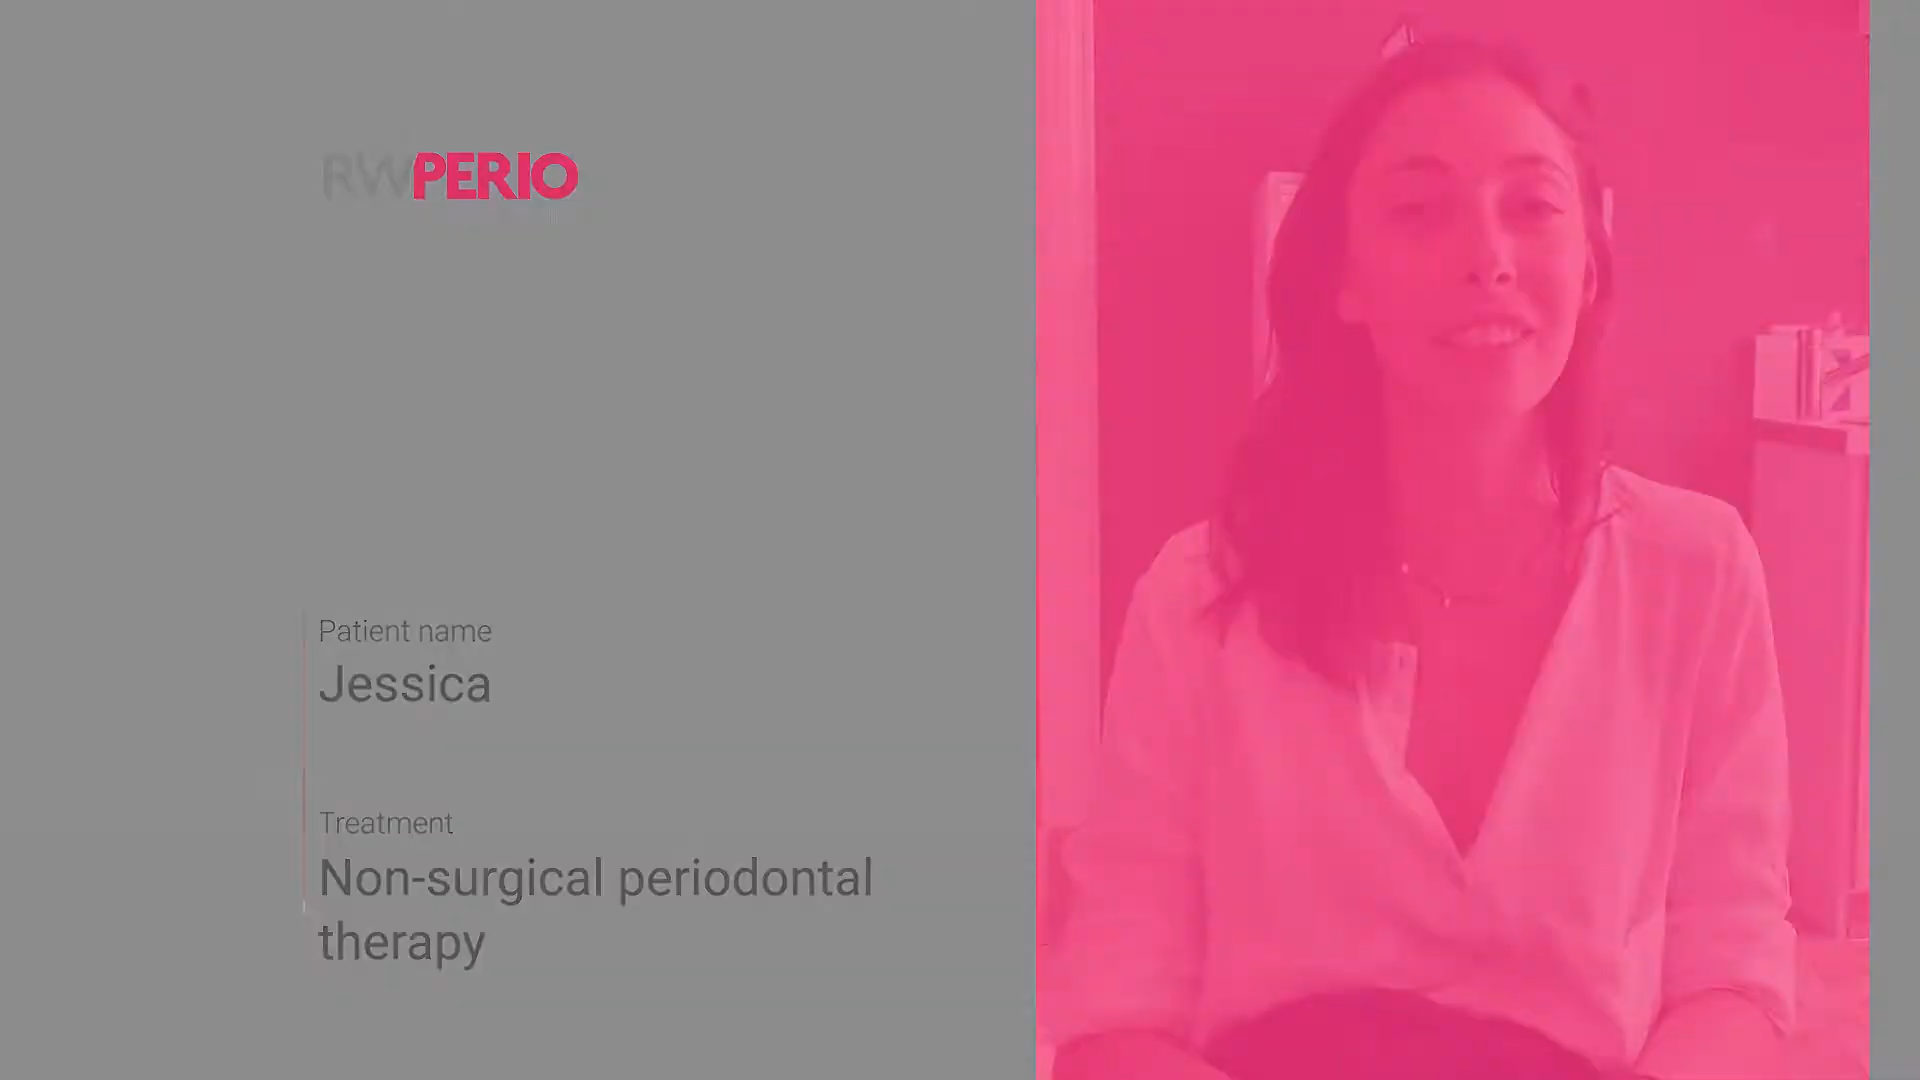 RWPERIO
Patient name
Jessica
Treatment
Non-surgical periodontal
therapy